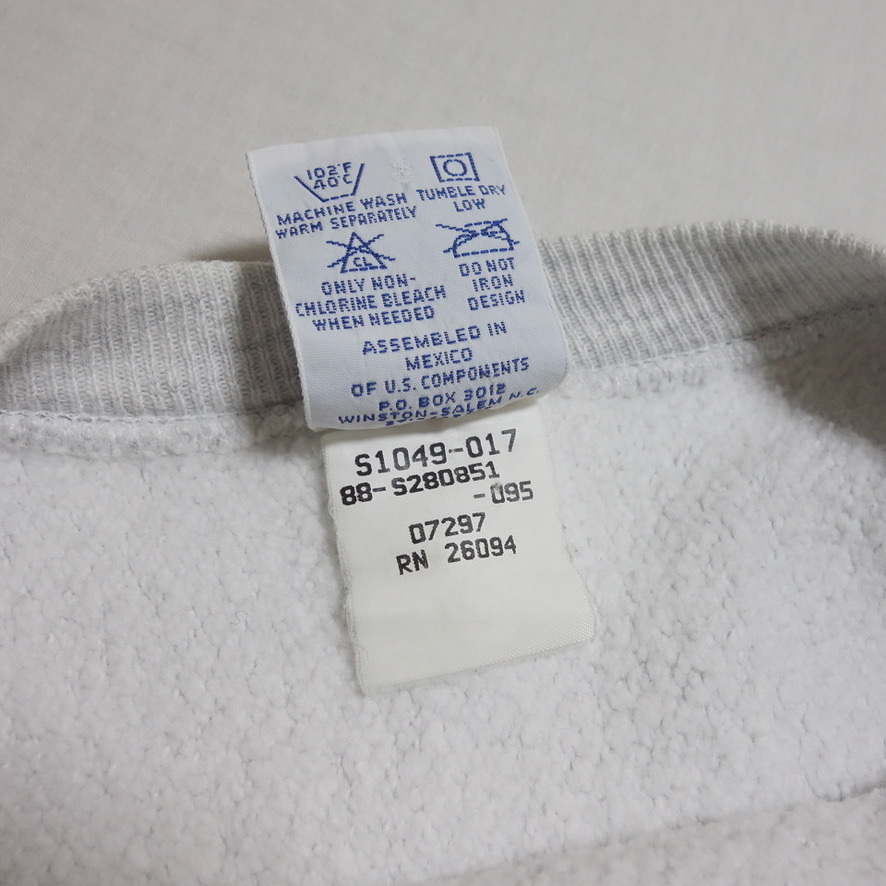 102°F
40°C
MACHINE WASH
WARM SEPARATELY
TUMBLE DRY
LOW
CL
ONLY NON-
CHLORINE BLEACH
WHEN NEEDED
DO NOT
IRON
DESIGN
ASSEMBLED IN
MEXICO
OF U.S. COMPONENTS
P.O. BOX 3012
WINSTON-SALEM N.C.
S1049-017
88-S280851
-095
07297
RN 26094